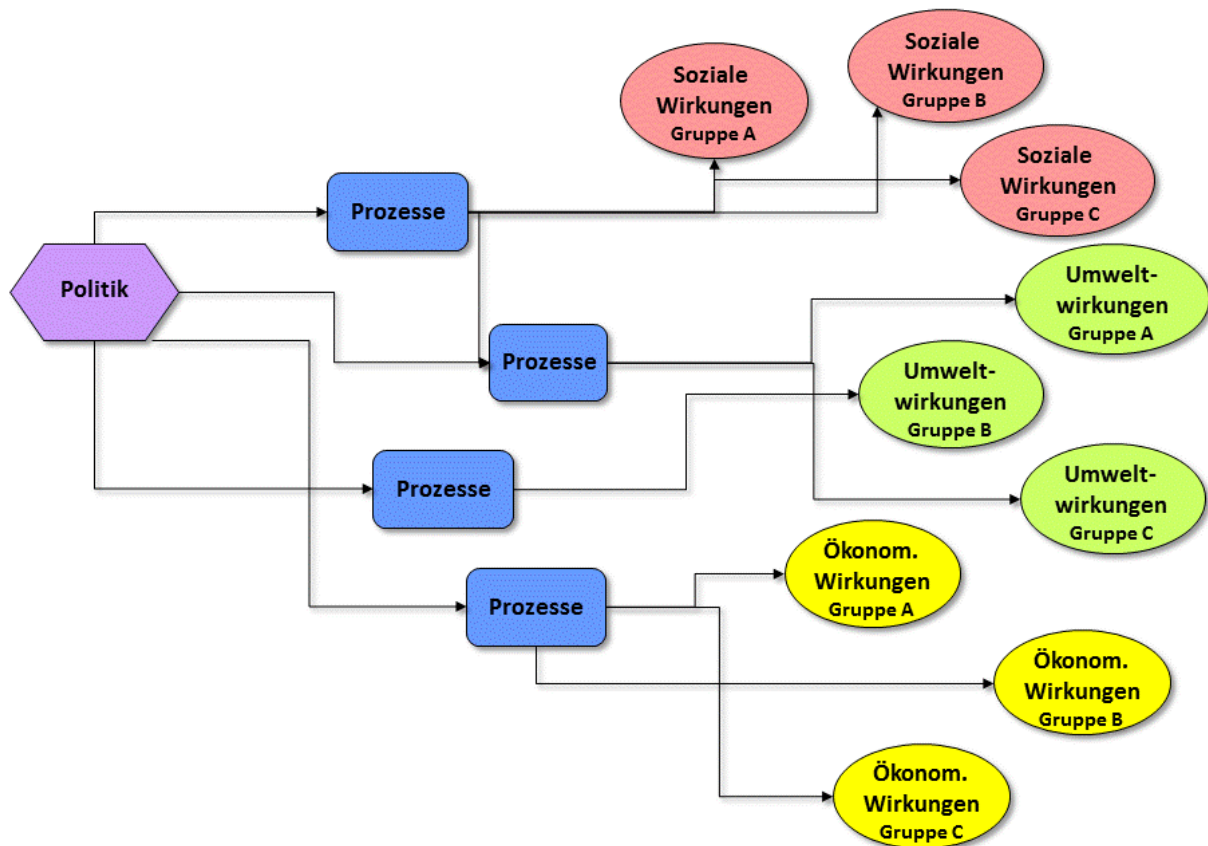 Soziale
Wirkungen
Gruppe A
Soziale
Wirkungen
Gruppe B
Soziale
Wirkungen
Gruppe C
Prozesse
Politik
Umwelt-
wirkungen
Gruppe A
Prozesse
Umwelt-
wirkungen
Gruppe B
Prozesse
Umwelt-
wirkungen
Gruppe C
Ökonom.
Wirkungen
Gruppe A
Prozesse
Ökonom.
Wirkungen
Gruppe B
Ökonom.
Wirkungen
Gruppe C